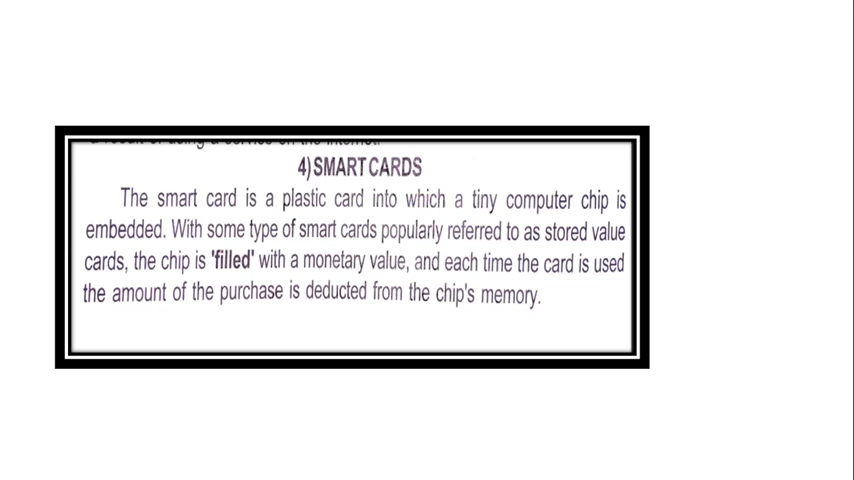 4) SMART CARDS
The smart card is a plastic card into which a tiny computer chip is
embedded. With some type of smart cards popularly referred to as stored value
cards, the chip is 'filled' with a monetary value, and each time the card is used
the amount of the purchase is deducted from the chip's memory.